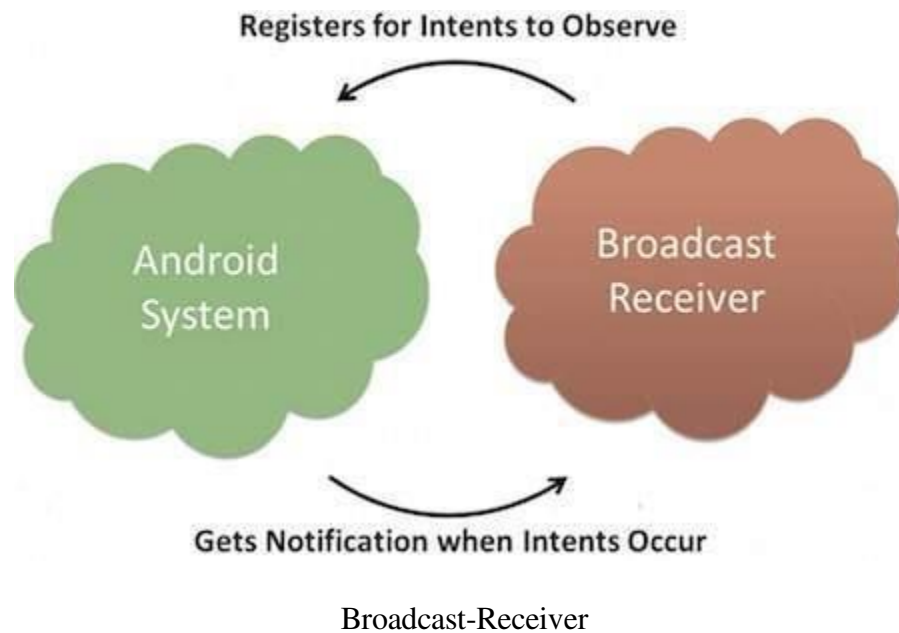 Registers for Intents to Observe
Android
System
Broadcast
Receiver
Gets Notification when Intents Occur
Broadcast-Receiver